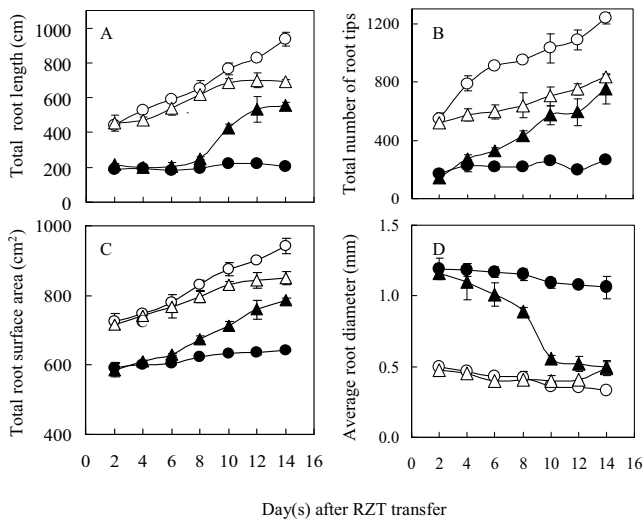 A
Total root length (cm)
1000
800
600
400
200
0
B
Total number of root tips
1200
800
400
0
C
Total root surface area (cm²)
1000
800
600
400
0 2 4 6 8 10 12 14 16
D
Average root diameter (mm)
1.5
1.0
0.5
0.0
0 2 4 6 8 10 12 14 16
Day(s) after RZT transfer